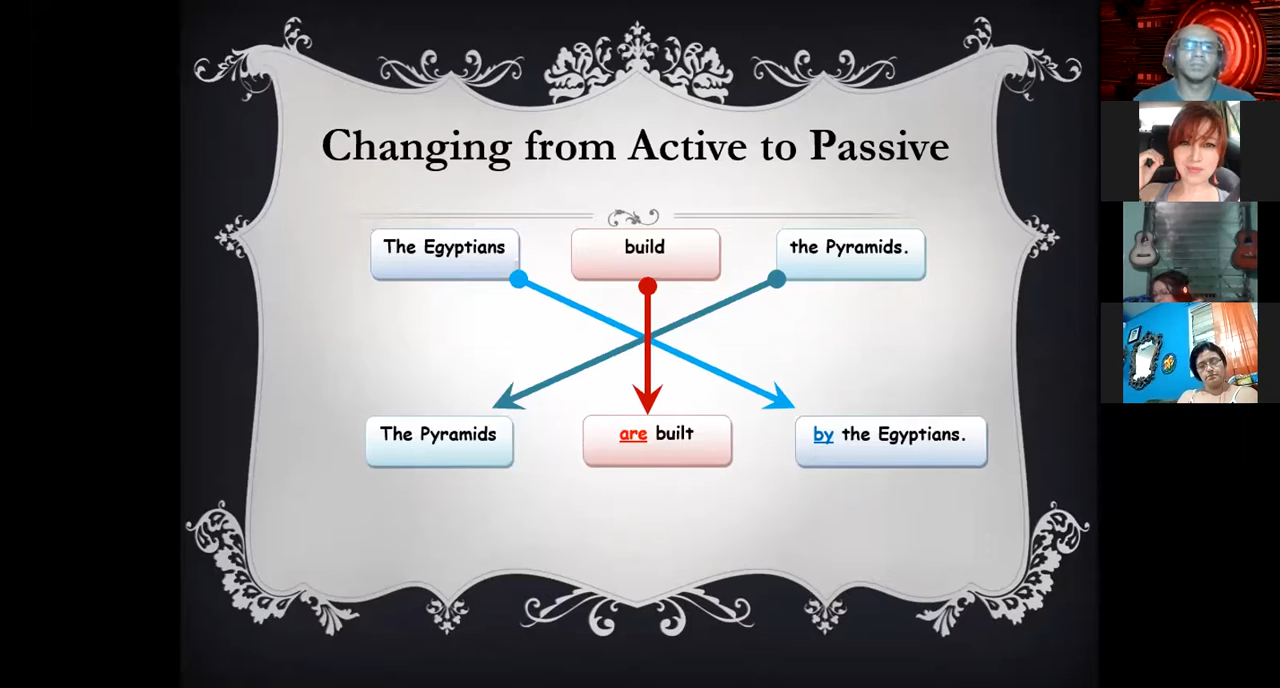 Changing from Active to Passive
The Egyptians build the Pyramids.
The Pyramids are built by the Egyptians.